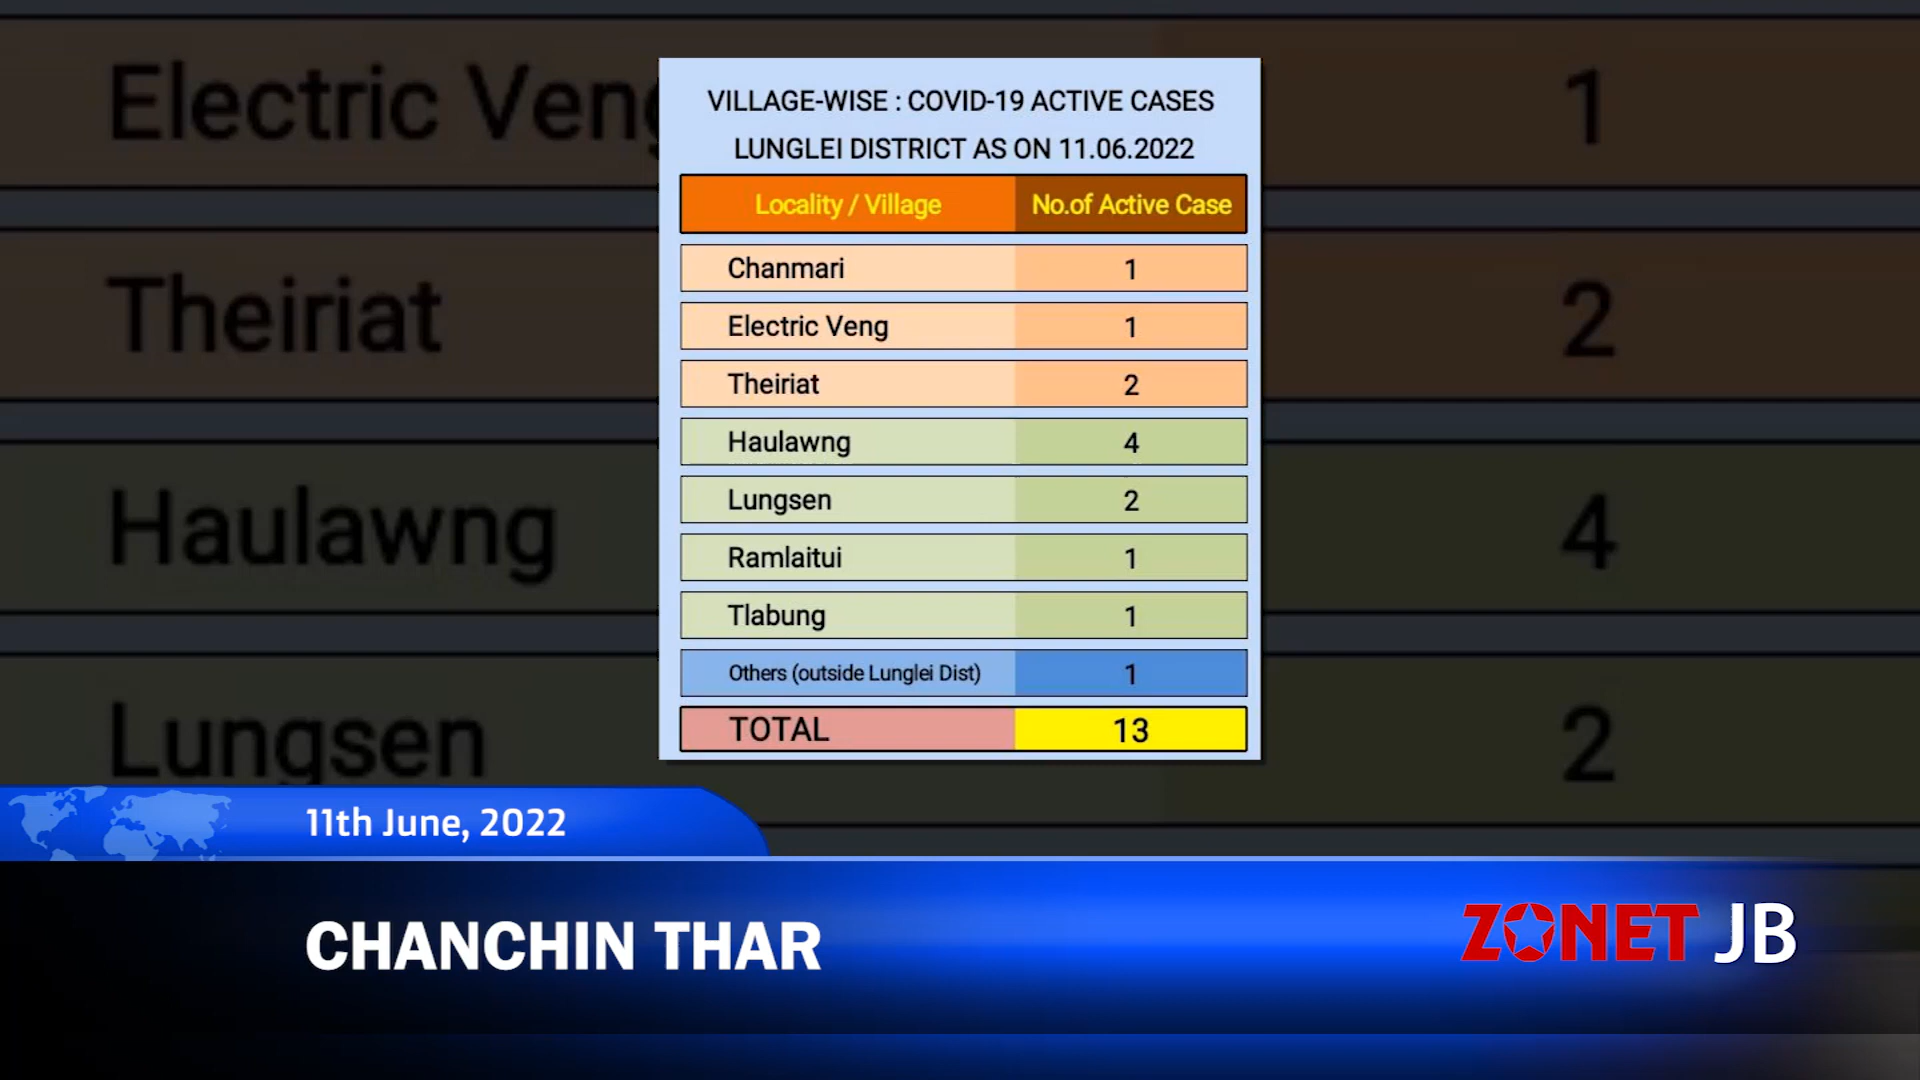 VILLAGE-WISE : COVID-19 ACTIVE CASES
LUNGLEI DISTRICT AS ON 11.06.2022
Locality / Village No.of Active Case
Chanmari 1
Electric Veng 1
Theiriat 2
Haulawng 4
Lungsen 2
Ramlaitui 1
Tlabung 1
Others (outside Lunglei Dist) 1
TOTAL 13
Electric Veng 1
Theiriat 2
Haulawng 4
Lungsen 2
11th June, 2022
CHANCHIN THAR
ZONET JB